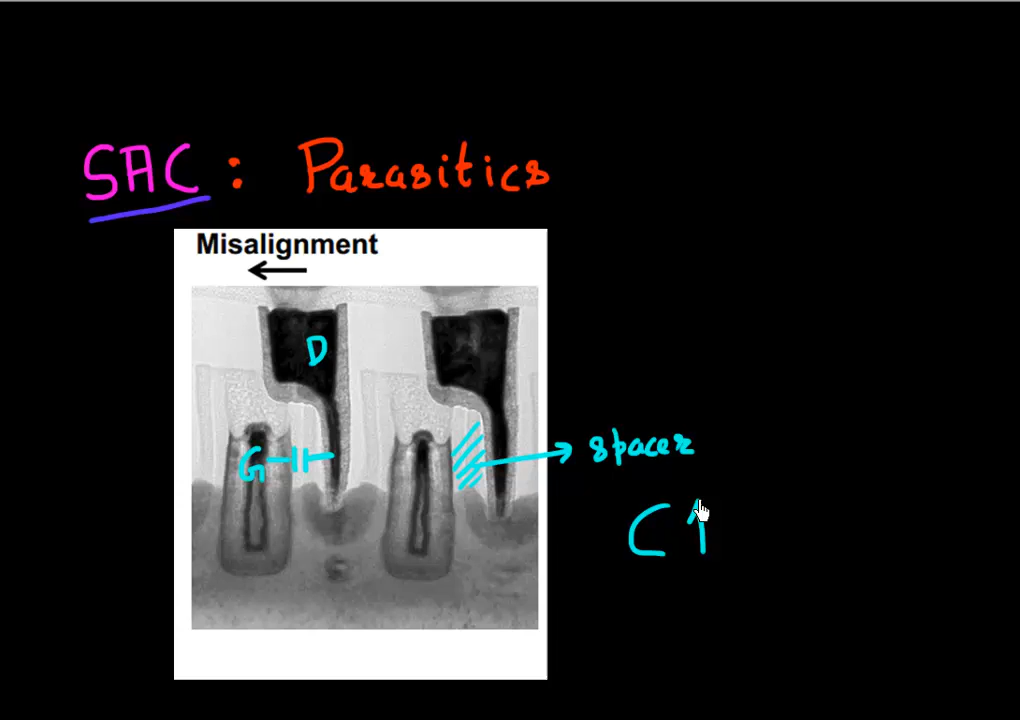 SAC : Parasitics
Misalignment
D
G
spacer
C↑